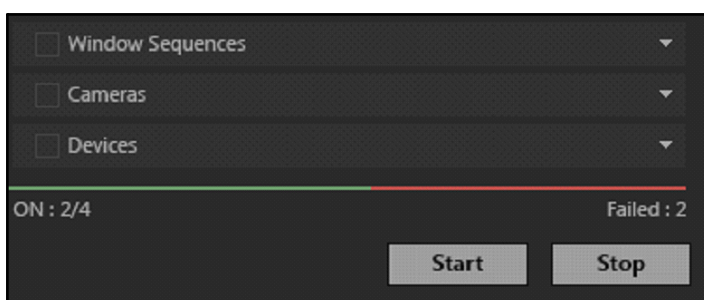 Window Sequences
Cameras
Devices
ON : 2/4 Failed : 2
Start Stop